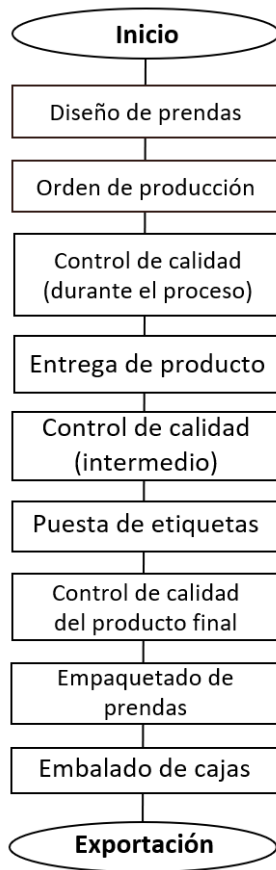 Inicio
Diseño de prendas
Orden de producción
Control de calidad
(durante el proceso)
Entrega de producto
Control de calidad
(intermedio)
Puesta de etiquetas
Control de calidad
del producto final
Empaquetado de
prendas
Embalado de cajas
Exportación